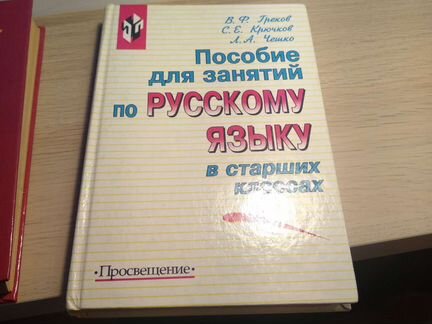 В. Ф. Греков
С. Е. Крючков
Л. А. Чешко
Пособие
для занятий
по РУССКОМУ
ЯЗЫКУ
в старших
классах
•Просвещение•